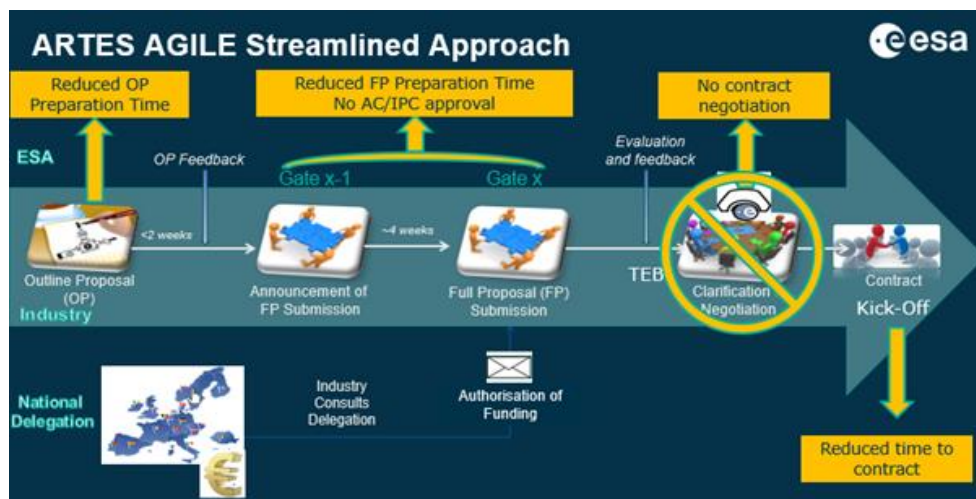 ARTES AGILE Streamlined Approach
esa
Reduced OP
Preparation Time
Reduced FP Preparation Time
No AC/IPC approval
No contract
negotiation
ESA
OP Feedback
Evaluation
and feedback
Gate x-1
Gate x
<2 weeks
~4 weeks
TEB
Outline Proposal
(OP)
Announcement of
FP Submission
Full Proposal (FP)
Submission
Clarification
Negotiation
Contract
Kick-Off
Industry
National
Delegation
Industry
Consults
Delegation
Authorisation of
Funding
Reduced time to
contract